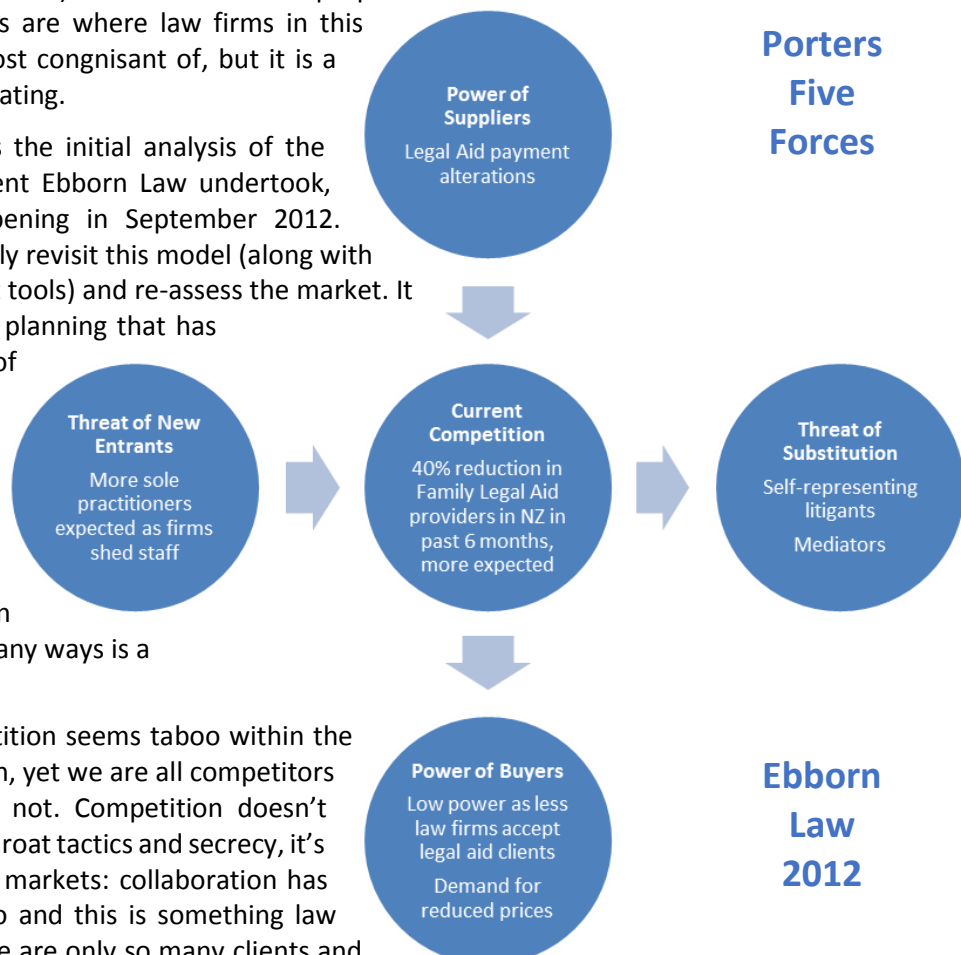 s are where law firms in this
ost congnisant of, but it is a
ating.
s the initial analysis of the
ent Ebborn Law undertook,
pening in September 2012.
ly revisit this model (along with
t tools) and re-assess the market. It
planning that has
of
n
any ways is a
tition seems taboo within the
n, yet we are all competitors
not. Competition doesn’t
roat tactics and secrecy, it’s
markets: collaboration has
o and this is something law
e are only so many clients and
Porters
Five
Forces
Power of
Suppliers
Legal Aid payment
alterations
Threat of New
Entrants
More sole
practitioners
expected as firms
shed staff
Current
Competition
40% reduction in
Family Legal Aid
providers in NZ in
past 6 months,
more expected
Threat of
Substitution
Self-representing
litigants
Mediators
Power of Buyers
Low power as less
law firms accept
legal aid clients
Demand for
reduced prices
Ebborn
Law
2012